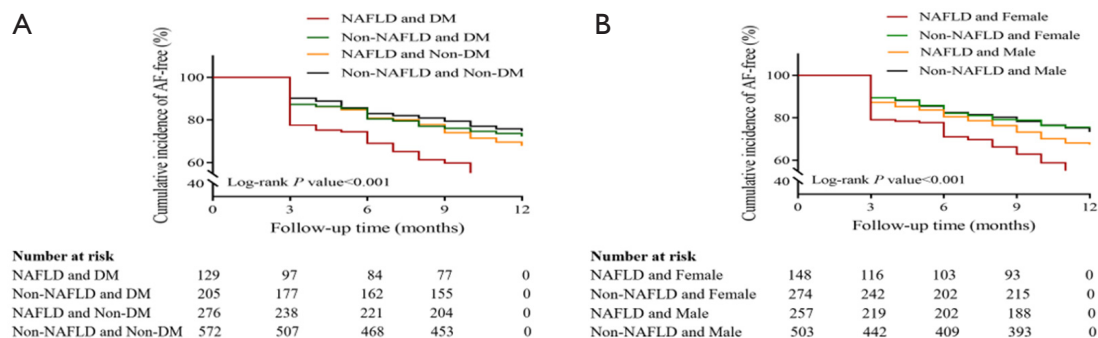 A
NAFLD and DM
Non-NAFLD and DM
NAFLD and Non-DM
Non-NAFLD and Non-DM
Cumulative incidence of AF-free (%)
100
80
60
40
Log-rank P value<0.001
0 3 6 9 12
Follow-up time (months)
Number at risk
NAFLD and DM 129 97 84 77 0
Non-NAFLD and DM 205 177 162 155 0
NAFLD and Non-DM 276 238 221 204 0
Non-NAFLD and Non-DM 572 507 468 453 0
B
NAFLD and Female
Non-NAFLD and Female
NAFLD and Male
Non-NAFLD and Male
Cumulative incidence of AF-free (%)
100
80
60
40
Log-rank P value<0.001
0 3 6 9 12
Follow-up time (months)
Number at risk
NAFLD and Female 148 116 103 93 0
Non-NAFLD and Female 274 242 202 215 0
NAFLD and Male 257 219 202 188 0
Non-NAFLD and Male 503 442 409 393 0